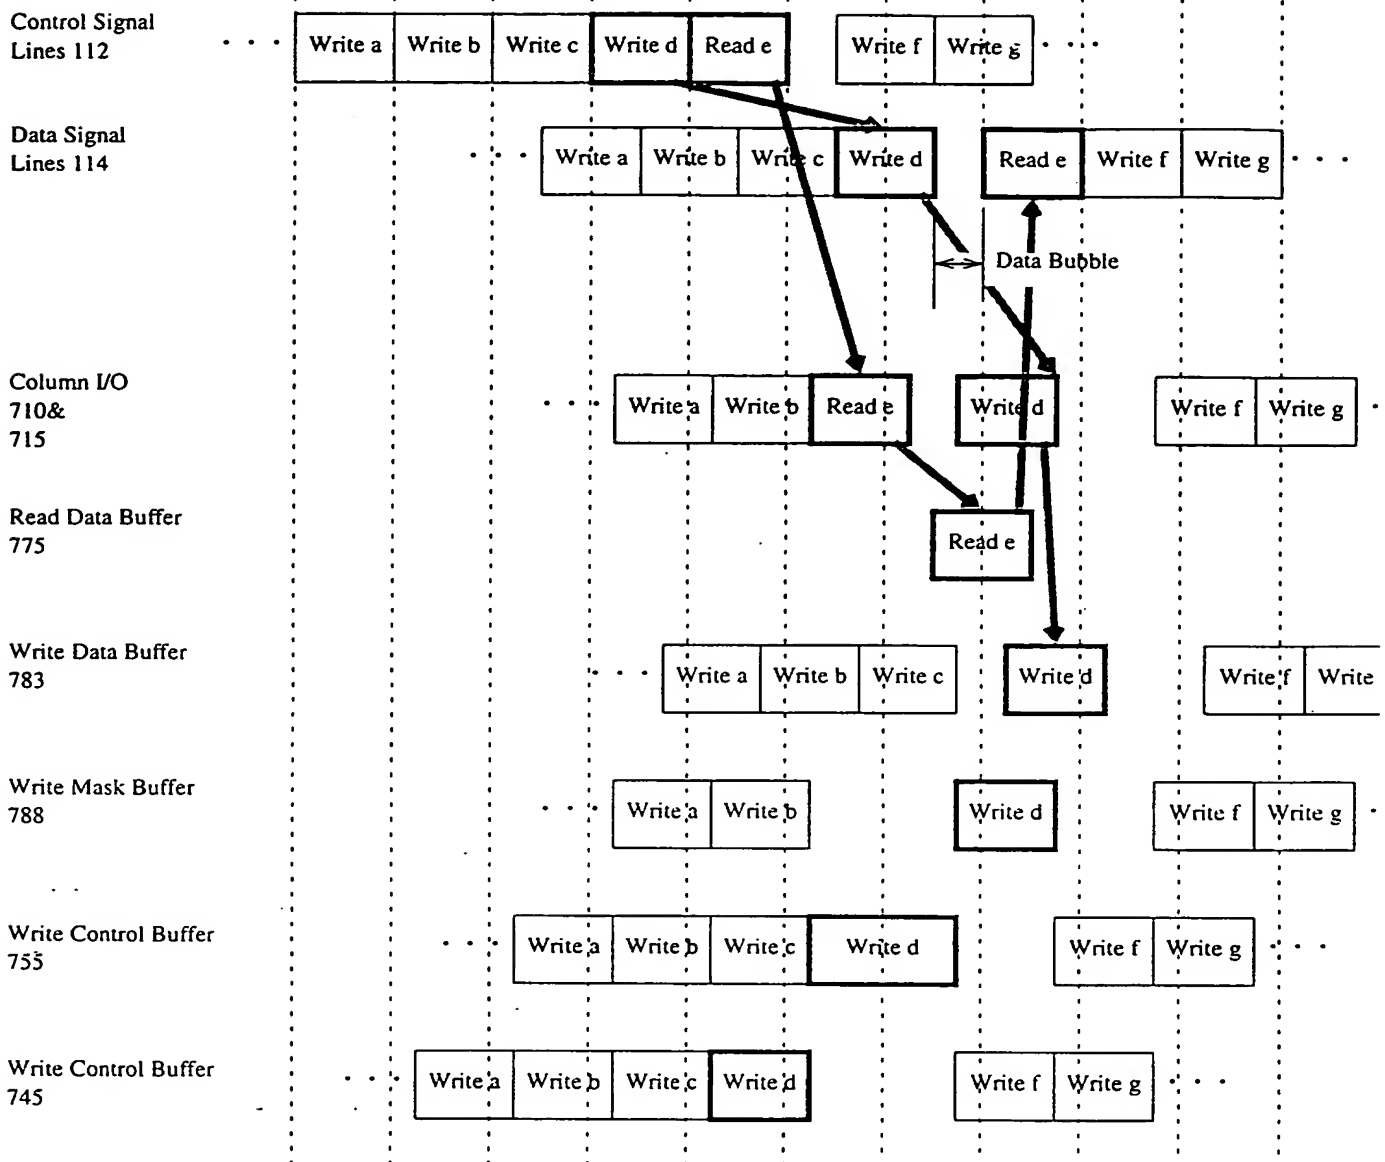 Control Signal
Lines 112
Write a Write b Write c Write d Read e Write f Write g
Data Signal
Lines 114
Write a Write b Write c Write d Read e Write f Write g
Data Bubble
Column I/O
710&
715
Write a Write b Read e Write d Write f Write g
Read Data Buffer
775
Read e
Write Data Buffer
783
Write a Write b Write c Write d Write f Write
Write Mask Buffer
788
Write a Write b Write d Write f Write g
Write Control Buffer
755
Write a Write b Write c Write d Write f Write g
Write Control Buffer
745
Write a Write b Write c Write d Write f Write g